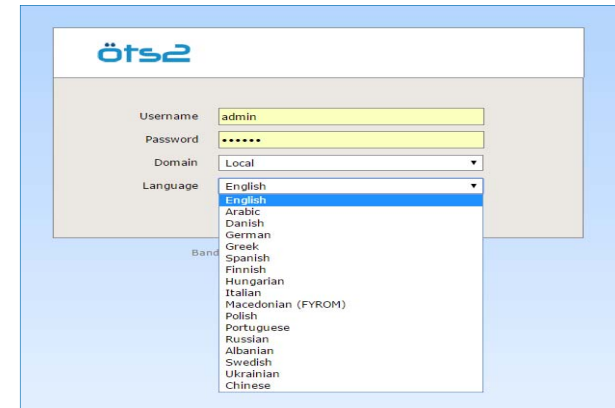 öts2
Username admin
Password ••••••
Domain Local
Language English
English
Arabic
Danish
German
Greek
Spanish
Finnish
Hungarian
Italian
Macedonian (FYROM)
Polish
Portuguese
Russian
Albanian
Swedish
Ukrainian
Chinese